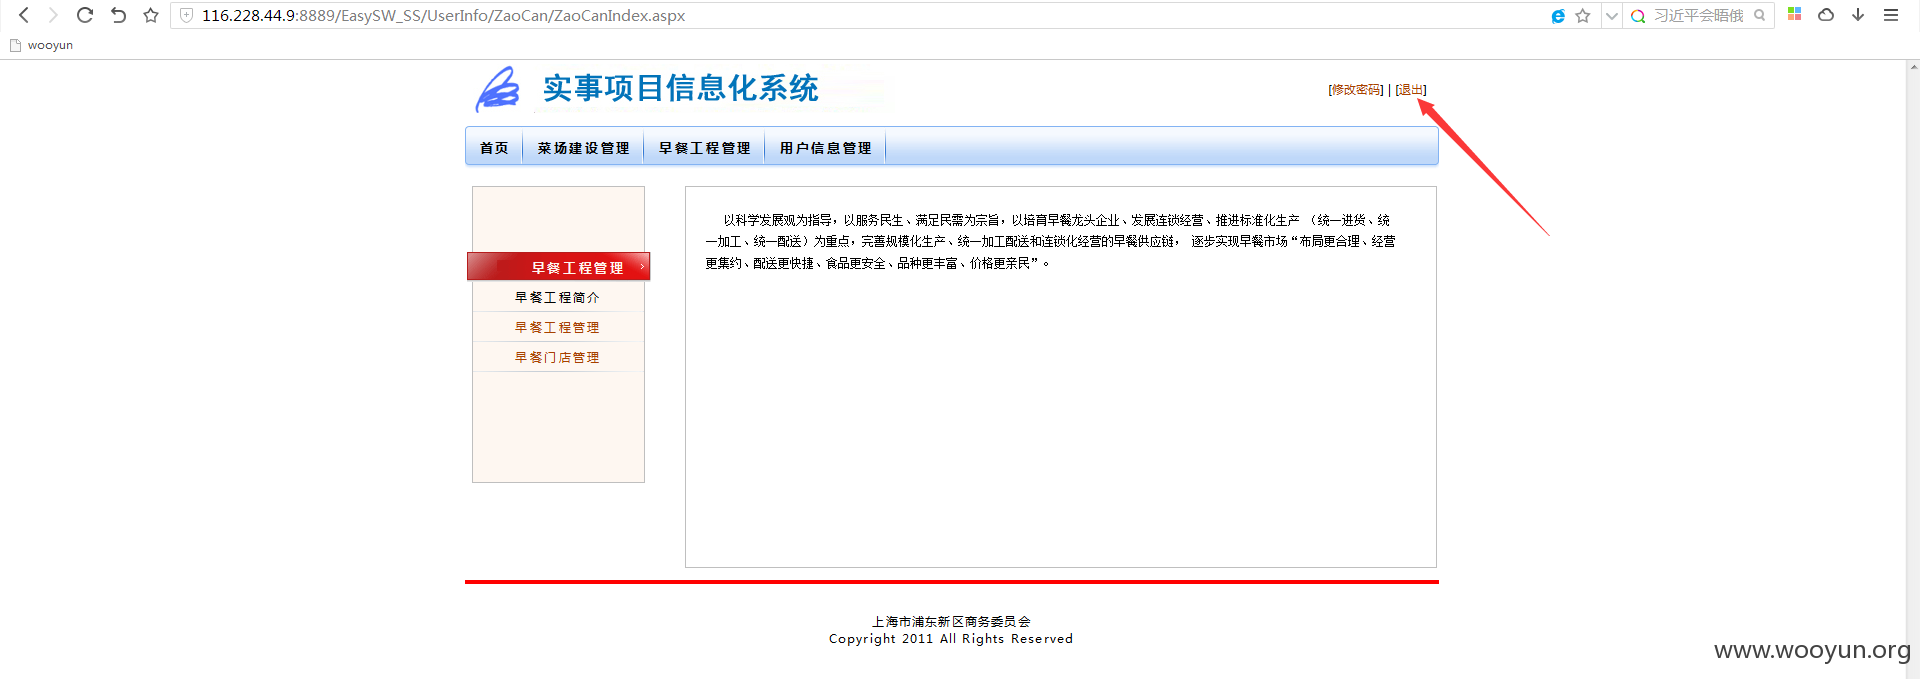 116.228.44.9:8889/EasySW_SS/UserInfo/ZaoCan/ZaoCanIndex.aspx
习近平会晤俄
wooyun
实事项目信息化系统
[修改密码] | [退出]
首页 菜场建设管理 早餐工程管理 用户信息管理
早餐工程管理
早餐工程简介
早餐工程管理
早餐门店管理
以科学发展观为指导，以服务民生、满足民需为宗旨，以培育早餐龙头企业、发展连锁经营、推进标准化生产 （统一进货、统
一加工、统一配送）为重点，完善规模化生产、统一加工配送和连锁化经营的早餐供应链， 逐步实现早餐市场“布局更合理、经营
更集约、配送更快捷、食品更安全、品种更丰富、价格更亲民”。
上海市浦东新区商务委员会
Copyright 2011 All Rights Reserved
www.wooyun.org